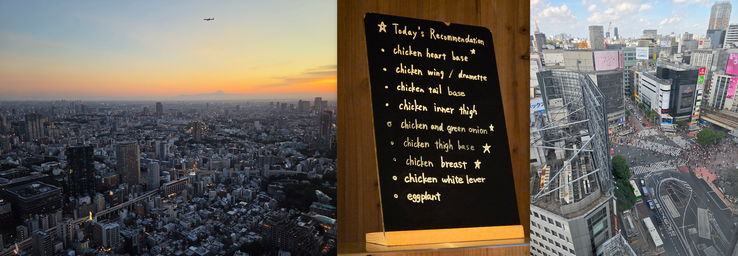 ☆ Today's Recommendation
• chicken heart base ★
• chicken wing / drumette
• chicken tail base
• chicken inner thigh
○ chicken and green onion ★
○ chicken thigh base ★
○ chicken breast ★
○ chicken white lever
○ eggplant